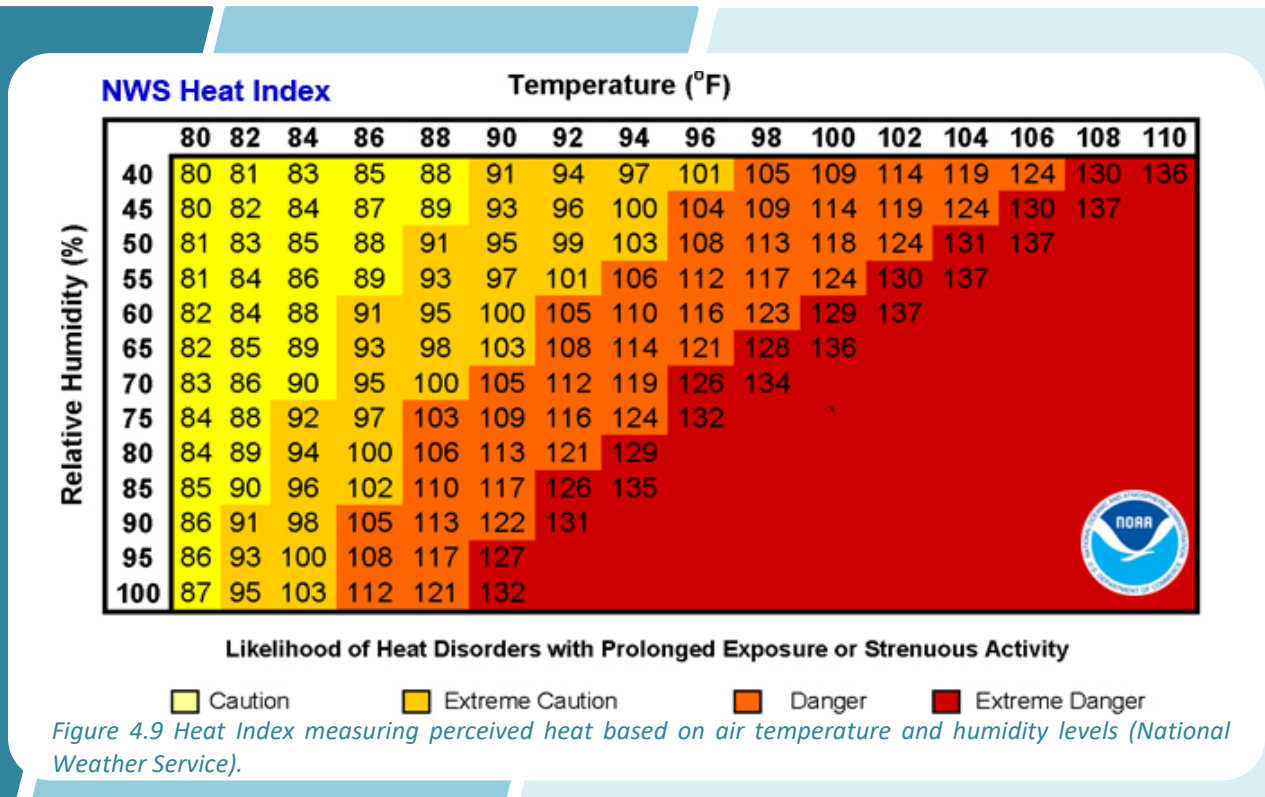 NWS Heat Index
Temperature (°F)
80 82 84 86 88 90 92 94 96 98 100 102 104 106 108 110
Relative Humidity (%)
40 80 81 83 85 88 91 94 97 101 105 109 114 119 124 130 136
45 80 82 84 87 89 93 96 100 104 109 114 119 124 130 137
50 81 83 85 88 91 95 99 103 108 113 118 124 131 137
55 81 84 86 89 93 97 101 106 112 117 124 130 137
60 82 84 88 91 95 100 105 110 116 123 129 137
65 82 85 89 93 98 103 108 114 121 128 136
70 83 86 90 95 100 105 112 119 126 134
75 84 88 92 97 103 109 116 124 132
80 84 89 94 100 106 113 121 129
85 85 90 96 102 110 117 126 135
90 86 91 98 105 113 122 131
95 86 93 100 108 117 127
100 87 95 103 112 121 132
NATIONAL OCEANIC AND ATMOSPHERIC ADMINISTRATION
NOAA
U.S. DEPARTMENT OF COMMERCE
Likelihood of Heat Disorders with Prolonged Exposure or Strenuous Activity
Caution Extreme Caution Danger Extreme Danger
Figure 4.9 Heat Index measuring perceived heat based on air temperature and humidity levels (National
Weather Service).